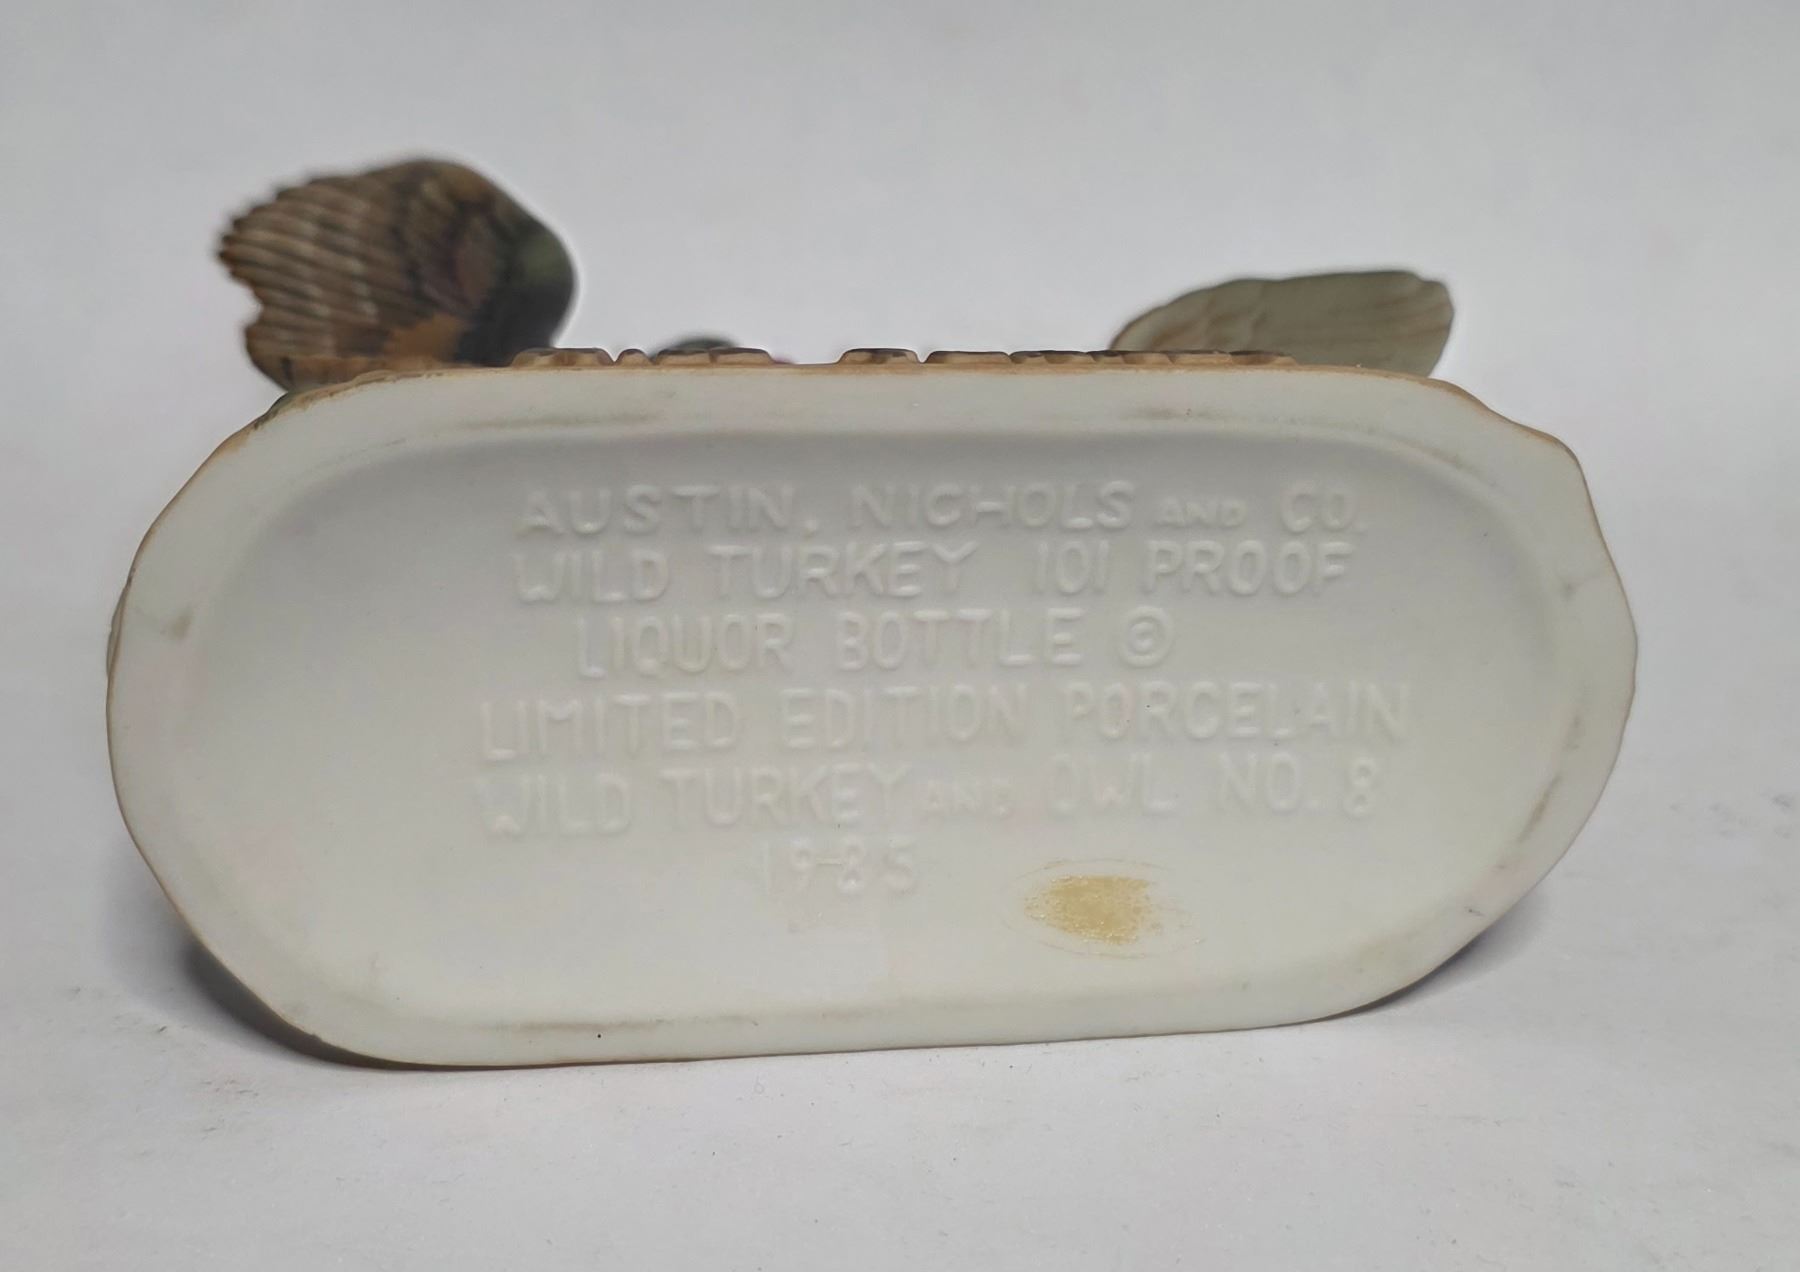 AUSTIN, NICHOLS AND CO.
WILD TURKEY 101 PROOF
LIQUOR BOTTLE ©
LIMITED EDITION PORCELAIN
WILD TURKEY AND OWL NO. 8
1985